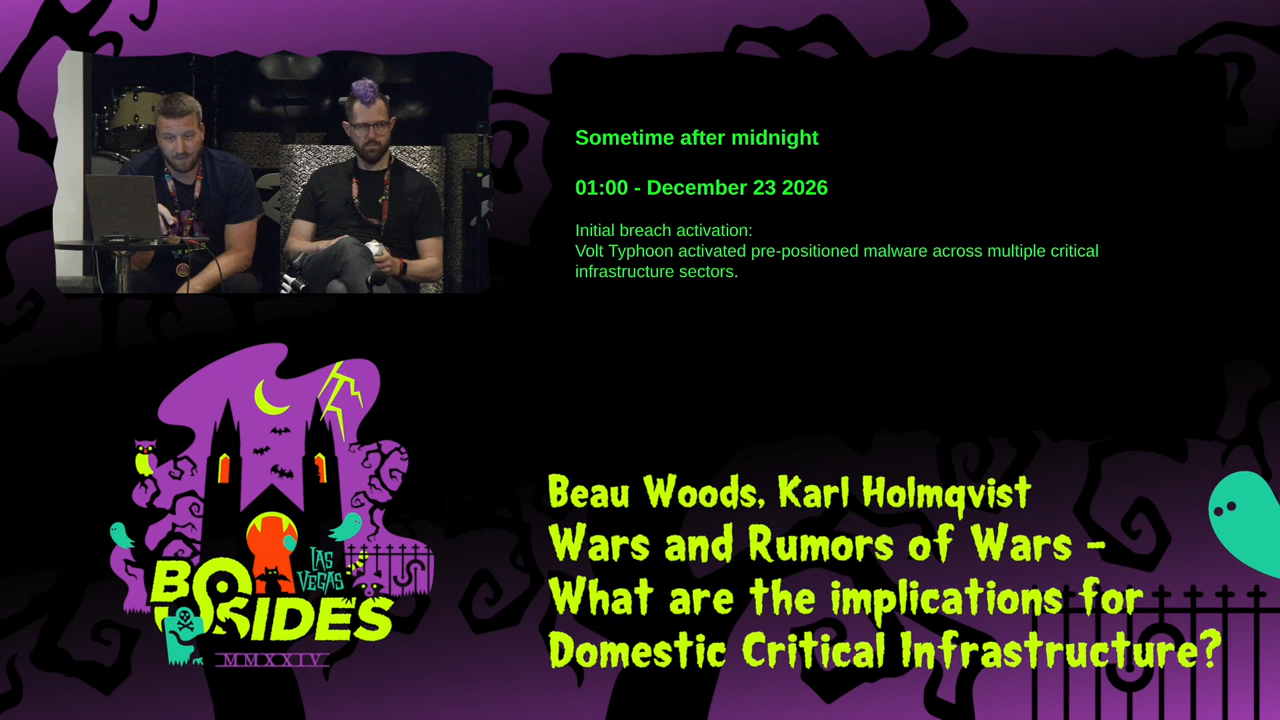 Sometime after midnight
01:00 - December 23 2026
Initial breach activation:
Volt Typhoon activated pre-positioned malware across multiple critical
infrastructure sectors.
LAS
VEGAS
BSIDES
MMXXIV
Beau Woods, Karl Holmqvist
Wars and Rumors of Wars -
What are the implications for
Domestic Critical Infrastructure?